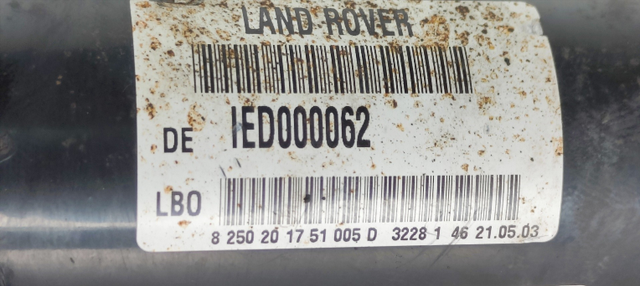 LAND ROVER
DE IED000062
LBO
8 250 20 17 51 005 D 3228 1 46 21.05.03